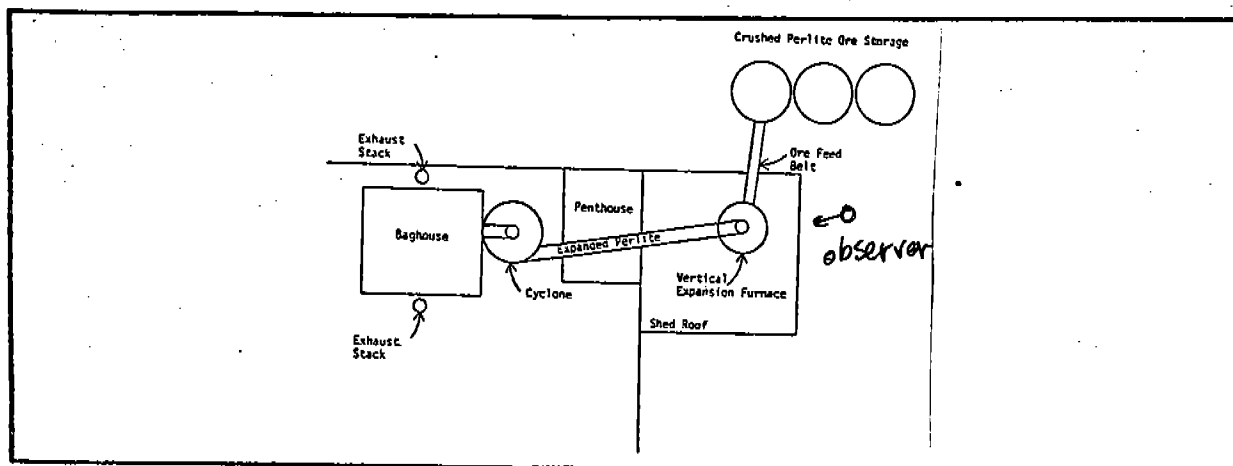 Crushed Perlite Ore Storage
Exhaust
Stack
Ore Feed
Belt
Penthouse
Baghouse
Expanded Perlite
observer
Cyclone
Vertical
Expansion Furnace
Shed Roof
Exhaust
Stack